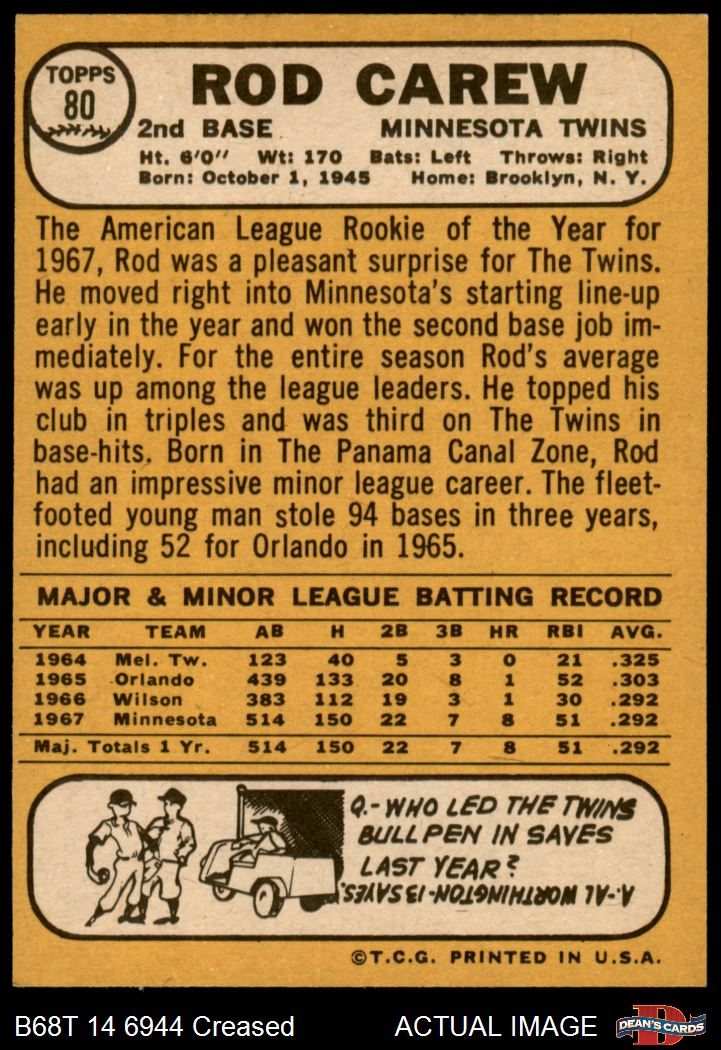 TOPPS
80
ROD CAREW
2nd BASE MINNESOTA TWINS
Ht. 6'0" Wt: 170 Bats: Left Throws: Right
Born: October 1, 1945 Home: Brooklyn, N. Y.
The American League Rookie of the Year for
1967, Rod was a pleasant surprise for The Twins.
He moved right into Minnesota's starting line-up
early in the year and won the second base job im-
mediately. For the entire season Rod's average
was up among the league leaders. He topped his
club in triples and was third on The Twins in
base-hits. Born in The Panama Canal Zone, Rod
had an impressive minor league career. The fleet-
footed young man stole 94 bases in three years,
including 52 for Orlando in 1965.
MAJOR & MINOR LEAGUE BATTING RECORD
YEAR TEAM AB H 2B 3B HR RBI AVG.
1964 Mel. Tw. 123 40 5 3 0 21 .325
1965 Orlando 439 133 20 8 1 52 .303
1966 Wilson 383 112 19 3 1 30 .292
1967 Minnesota 514 150 22 7 8 51 .292
Maj. Totals 1 Yr. 514 150 22 7 8 51 .292
Q.-WHO LED THE TWINS
BULLPEN IN SAVES
LAST YEAR?
A-AL WORTHINGTON-13 SAVES.
©T.C.G. PRINTED IN U.S.A.
B68T 14 6944 Creased ACTUAL IMAGE DEAN'S CARDS